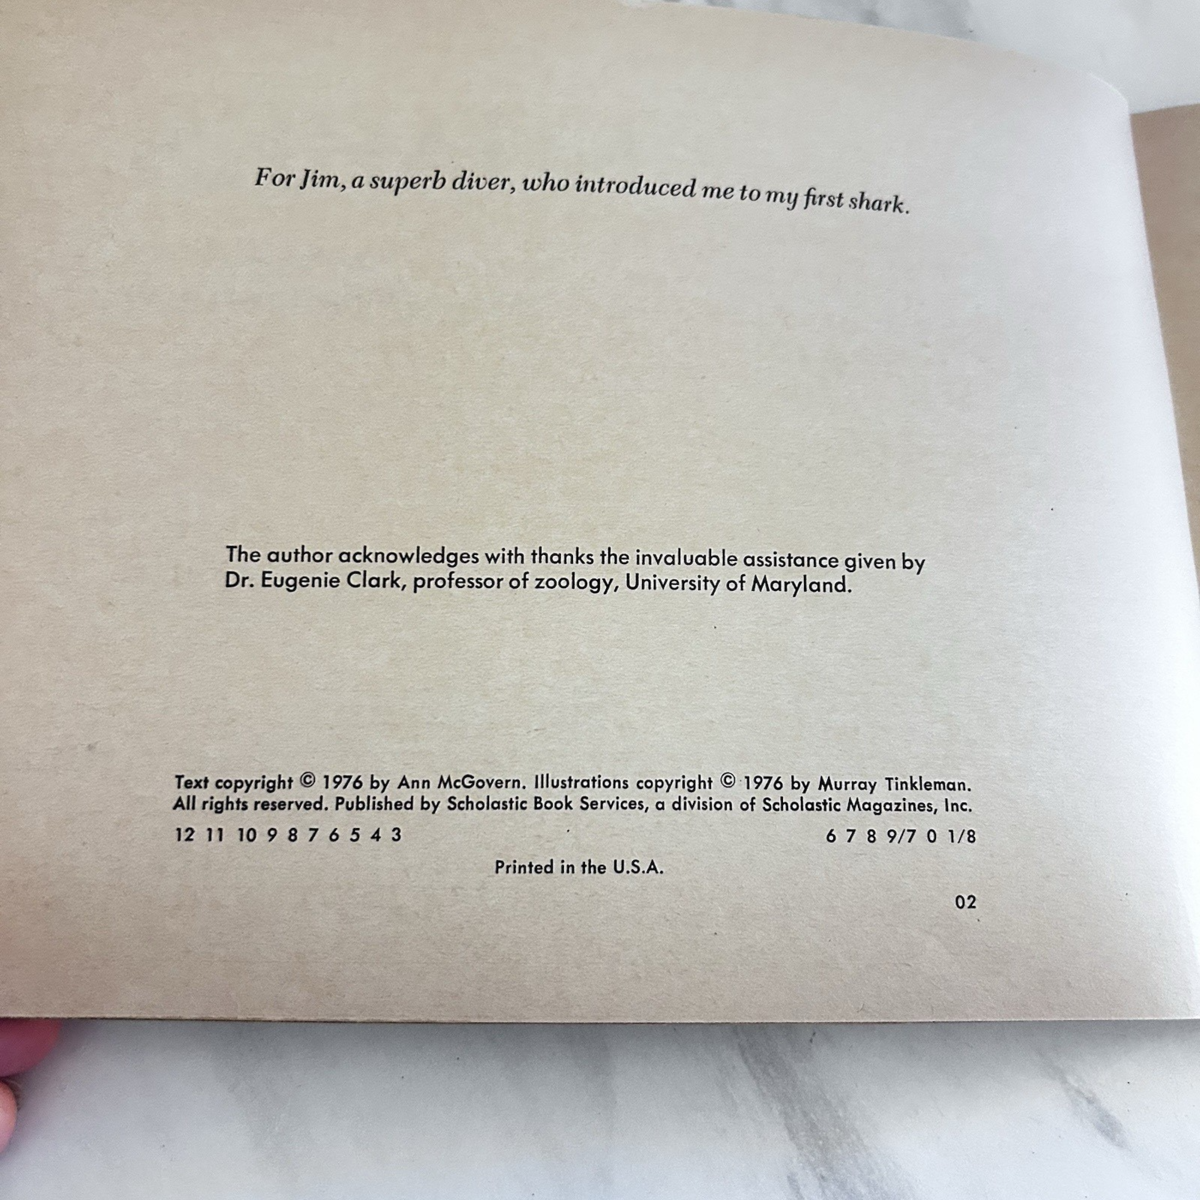 For Jim, a superb diver, who introduced me to my first shark.
The author acknowledges with thanks the invaluable assistance given by
Dr. Eugenie Clark, professor of zoology, University of Maryland.
Text copyright © 1976 by Ann McGovern. Illustrations copyright © 1976 by Murray Tinkleman.
All rights reserved. Published by Scholastic Book Services, a division of Scholastic Magazines, Inc.
12 11 10 9 8 7 6 5 4 3 6 7 8 9/7 0 1/8
Printed in the U.S.A.
02